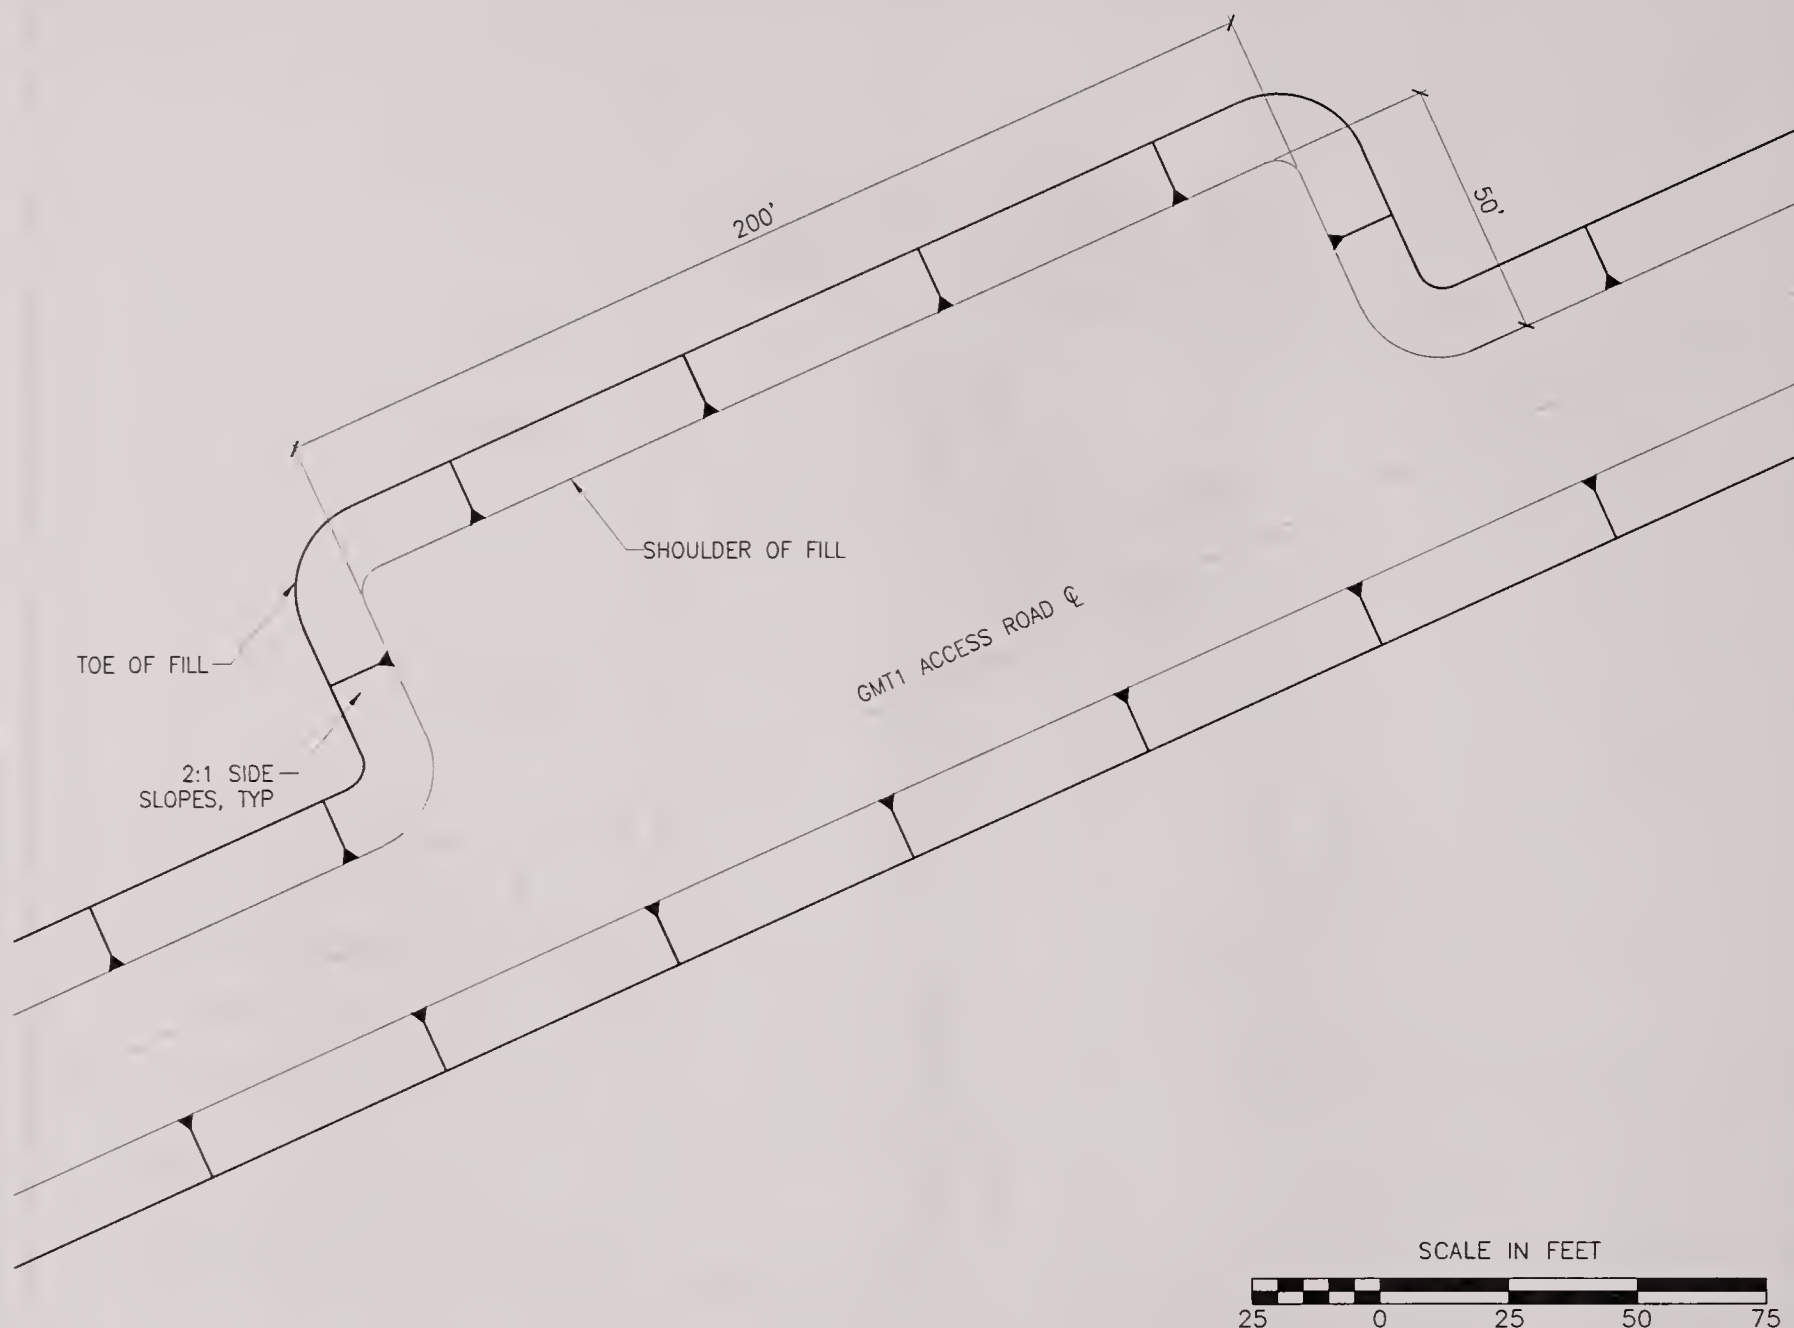 200'
50'
SHOULDER OF FILL
TOE OF FILL
GMT1 ACCESS ROAD ℄
2:1 SIDE
SLOPES, TYP
SCALE IN FEET
25 0 25 50 75